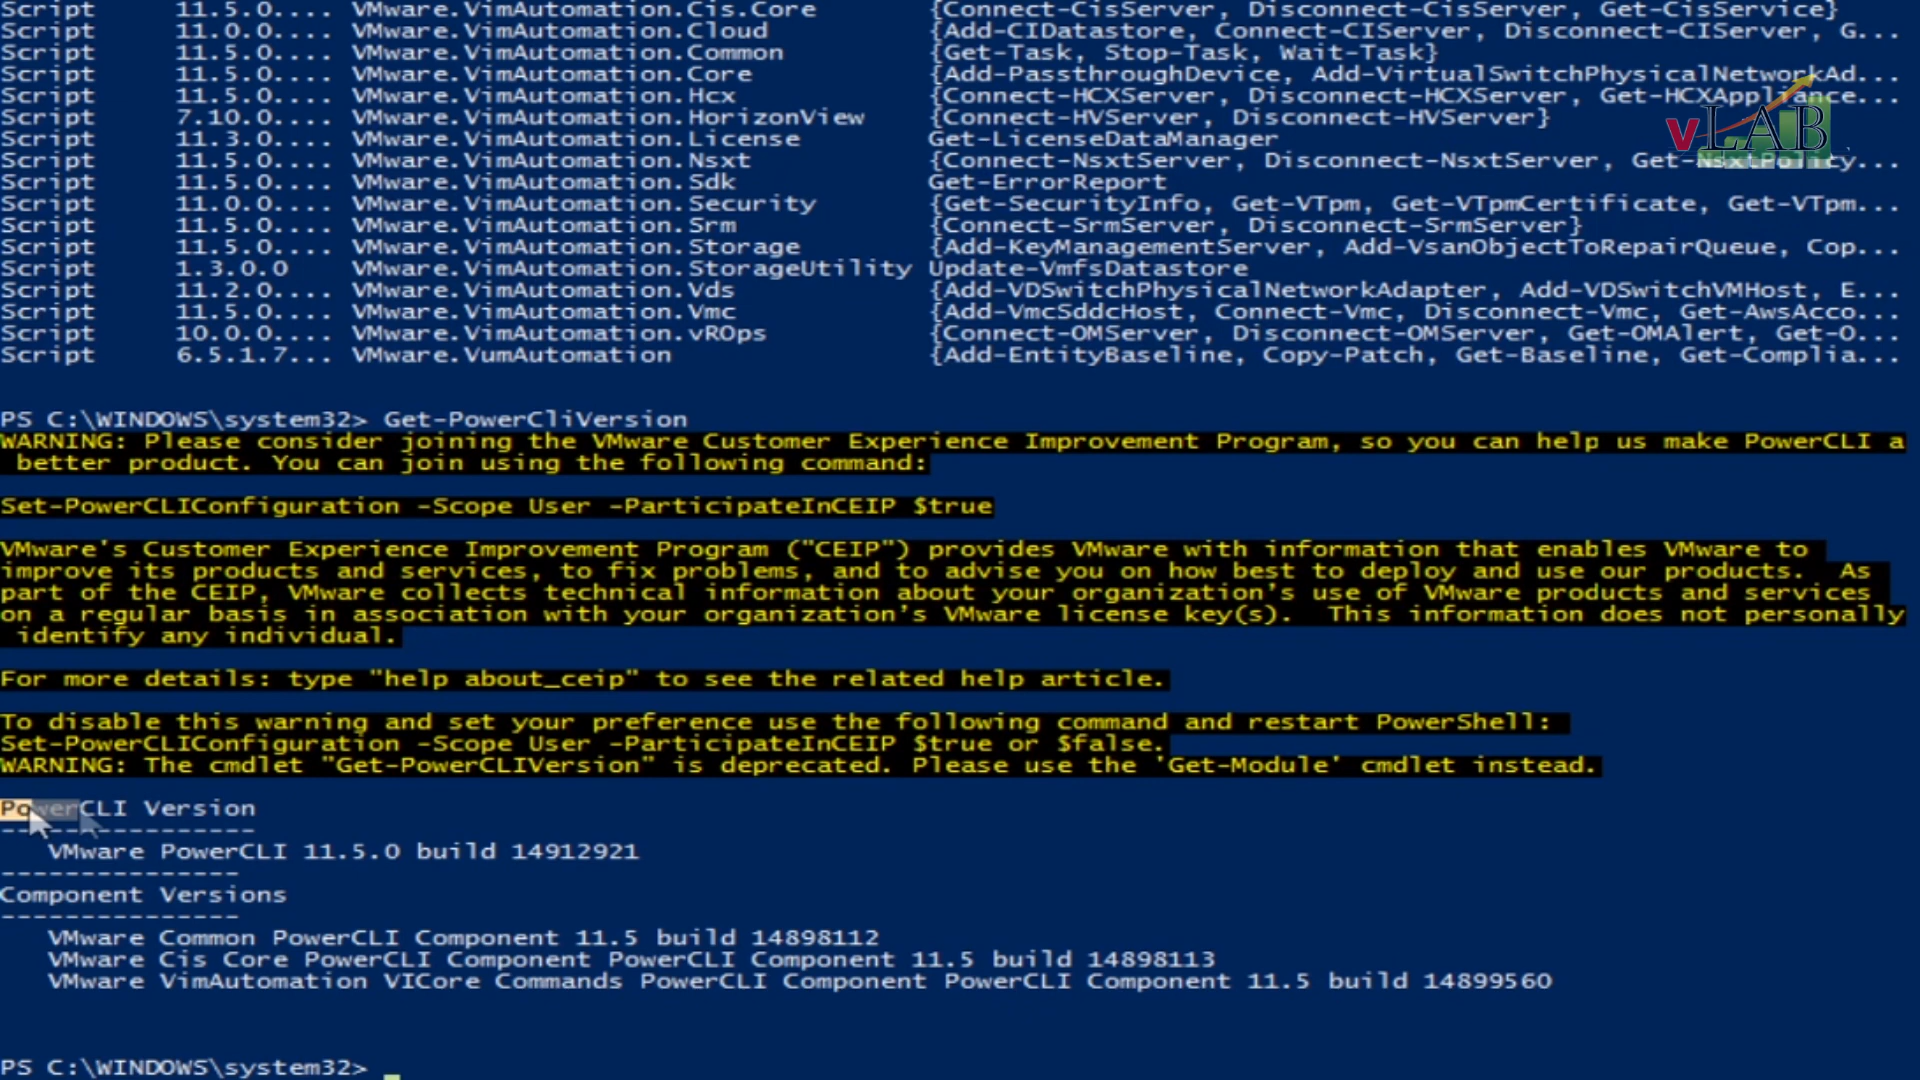 Script 11.5.0.... VMware.VimAutomation.Cis.Core {Connect-CisServer, Disconnect-CisServer, Get-CisService}
Script 11.0.0.... VMware.VimAutomation.Cloud {Add-CIDatastore, Connect-CIServer, Disconnect-CIServer, G...
Script 11.5.0.... VMware.VimAutomation.Common {Get-Task, Stop-Task, Wait-Task}
Script 11.5.0.... VMware.VimAutomation.Core {Add-PassthroughDevice, Add-VirtualSwitchPhysicalNetworkAd...
Script 11.5.0.... VMware.VimAutomation.Hcx {Connect-HCXServer, Disconnect-HCXServer, Get-HCXAppliance...
Script 7.10.0.... VMware.VimAutomation.HorizonView {Connect-HVServer, Disconnect-HVServer}
vLAB
Script 11.3.0.... VMware.VimAutomation.License Get-LicenseDataManager
Script 11.5.0.... VMware.VimAutomation.Nsxt {Connect-NsxtServer, Disconnect-NsxtServer, Get-NsxtPolicy...
Script 11.5.0.... VMware.VimAutomation.Sdk Get-ErrorReport
Script 11.0.0.... VMware.VimAutomation.Security {Get-SecurityInfo, Get-VTpm, Get-VTpmCertificate, Get-VTpm...
Script 11.5.0.... VMware.VimAutomation.Srm {Connect-SrmServer, Disconnect-SrmServer}
Script 11.5.0.... VMware.VimAutomation.Storage {Add-KeyManagementServer, Add-VsanObjectToRepairQueue, Cop...
Script 1.3.0.0 VMware.VimAutomation.StorageUtility Update-VmfsDatastore
Script 11.2.0.... VMware.VimAutomation.Vds {Add-VDSwitchPhysicalNetworkAdapter, Add-VDSwitchVMHost, E...
Script 11.5.0.... VMware.VimAutomation.Vmc {Add-VmcSddcHost, Connect-Vmc, Disconnect-Vmc, Get-AwsAcco...
Script 10.0.0.... VMware.VimAutomation.vROps {Connect-OMServer, Disconnect-OMServer, Get-OMAlert, Get-O...
Script 6.5.1.7... VMware.VumAutomation {Add-EntityBaseline, Copy-Patch, Get-Baseline, Get-Complia...
PS C:\WINDOWS\system32> Get-PowerCliVersion
WARNING: Please consider joining the VMware Customer Experience Improvement Program, so you can help us make PowerCLI a
better product. You can join using the following command:
Set-PowerCLIConfiguration -Scope User -ParticipateInCEIP $true
VMware's Customer Experience Improvement Program ("CEIP") provides VMware with information that enables VMware to
improve its products and services, to fix problems, and to advise you on how best to deploy and use our products.  As
part of the CEIP, VMware collects technical information about your organization's use of VMware products and services
on a regular basis in association with your organization's VMware license key(s).  This information does not personally
identify any individual.
For more details: type "help about_ceip" to see the related help article.
To disable this warning and set your preference use the following command and restart PowerShell:
Set-PowerCLIConfiguration -Scope User -ParticipateInCEIP $true or $false.
WARNING: The cmdlet "Get-PowerCLIVersion" is deprecated. Please use the 'Get-Module' cmdlet instead.
PowerCLI Version
----------------
VMware PowerCLI 11.5.0 build 14912921
---------------
Component Versions
---------------
VMware Common PowerCLI Component 11.5 build 14898112
VMware Cis Core PowerCLI Component PowerCLI Component 11.5 build 14898113
VMware VimAutomation VICore Commands PowerCLI Component PowerCLI Component 11.5 build 14899560
PS C:\WINDOWS\system32>